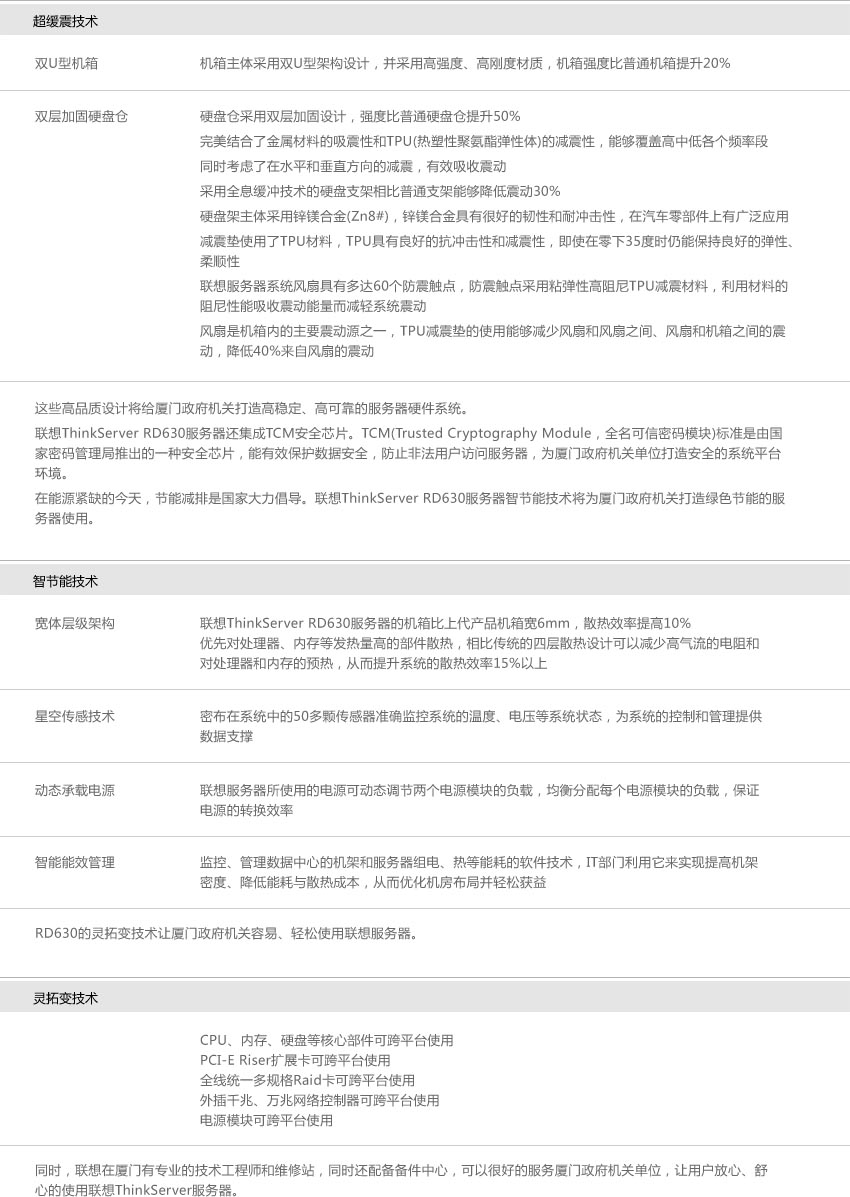 超缓震技术
双U型机箱
机箱主体采用双U型架构设计，并采用高强度、高刚度材质，机箱强度比普通机箱提升20%
双层加固硬盘仓
硬盘仓采用双层加固设计，强度比普通硬盘仓提升50%
完美结合了金属材料的吸震性和TPU(热塑性聚氨酯弹性体)的减震性，能够覆盖高中低各个频率段
同时考虑了在水平和垂直方向的减震，有效吸收震动
采用全息缓冲技术的硬盘支架相比普通支架能够降低震动30%
硬盘架主体采用锌镁合金(Zn8#)，锌镁合金具有很好的韧性和耐冲击性，在汽车零部件上有广泛应用
减震垫使用了TPU材料，TPU具有良好的抗冲击性和减震性，即使在零下35度时仍能保持良好的弹性、
柔顺性
联想服务器系统风扇具有多达60个防震触点，防震触点采用粘弹性高阻尼TPU减震材料，利用材料的
阻尼性能吸收震动能量而减轻系统震动
风扇是机箱内的主要震动源之一，TPU减震垫的使用能够减少风扇和风扇之间、风扇和机箱之间的震
动，降低40%来自风扇的震动
这些高品质设计将给厦门政府机关打造高稳定、高可靠的服务器硬件系统。
联想ThinkServer RD630服务器还集成TCM安全芯片。TCM(Trusted Cryptography Module，全名可信密码模块)标准是由国
家密码管理局推出的一种安全芯片，能有效保护数据安全，防止非法用户访问服务器，为厦门政府机关单位打造安全的系统平台
环境。
在能源紧缺的今天，节能减排是国家大力倡导。联想ThinkServer RD630服务器智节能技术将为厦门政府机关打造绿色节能的服
务器使用。
智节能技术
宽体层级架构
联想ThinkServer RD630服务器的机箱比上代产品机箱宽6mm，散热效率提高10%
优先对处理器、内存等发热量高的部件散热，相比传统的四层散热设计可以减少高气流的电阻和
对处理器和内存的预热，从而提升系统的散热效率15%以上
星空传感技术
密布在系统中的50多颗传感器准确监控系统的温度、电压等系统状态，为系统的控制和管理提供
数据支撑
动态承载电源
联想服务器所使用的电源可动态调节两个电源模块的负载，均衡分配每个电源模块的负载，保证
电源的转换效率
智能能效管理
监控、管理数据中心的机架和服务器组电、热等能耗的软件技术，IT部门利用它来实现提高机架
密度、降低能耗与散热成本，从而优化机房布局并轻松获益
RD630的灵拓变技术让厦门政府机关容易、轻松使用联想服务器。
灵拓变技术
CPU、内存、硬盘等核心部件可跨平台使用
PCI-E Riser扩展卡可跨平台使用
全线统一多规格Raid卡可跨平台使用
外插千兆、万兆网络控制器可跨平台使用
电源模块可跨平台使用
同时，联想在厦门有专业的技术工程师和维修站，同时还配备备件中心，可以很好的服务厦门政府机关单位，让用户放心、舒
心的使用联想ThinkServer服务器。